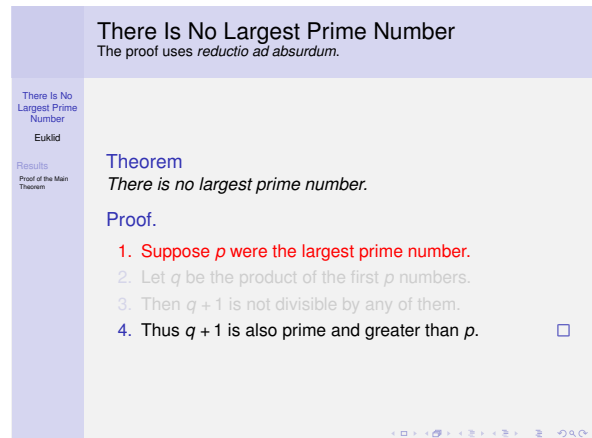 There Is No Largest Prime Number
The proof uses reductio ad absurdum.
There Is No
Largest Prime
Number
Euklid
Results
Proof of the Main
Theorem
Theorem
There is no largest prime number.
Proof.
1. Suppose p were the largest prime number.
2. Let q be the product of the first p numbers.
3. Then q + 1 is not divisible by any of them.
4. Thus q + 1 is also prime and greater than p. □